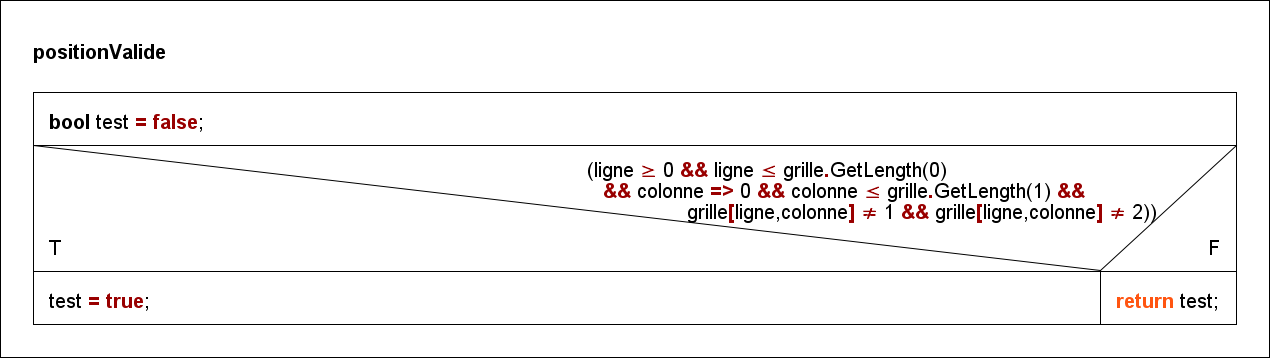 positionValide
bool test = false;
(ligne ≥ 0 && ligne ≤ grille.GetLength(0)
&& colonne => 0 && colonne ≤ grille.GetLength(1) &&
grille[ligne,colonne] ≠ 1 && grille[ligne,colonne] ≠ 2))
T
F
test = true;
return test;